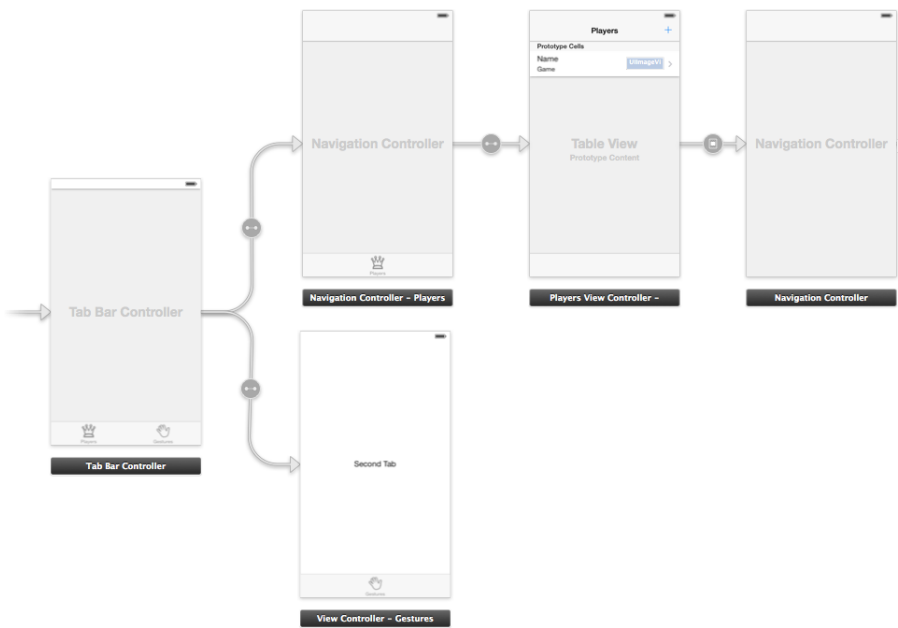 Navigation Controller
Players
Navigation Controller - Players
Players
+
Prototype Cells
Name
Game
UIImageVi
Table View
Prototype Content
Players View Controller -
Navigation Controller
Navigation Controller
Tab Bar Controller
Players
Gestures
Tab Bar Controller
Second Tab
Gestures
View Controller - Gestures